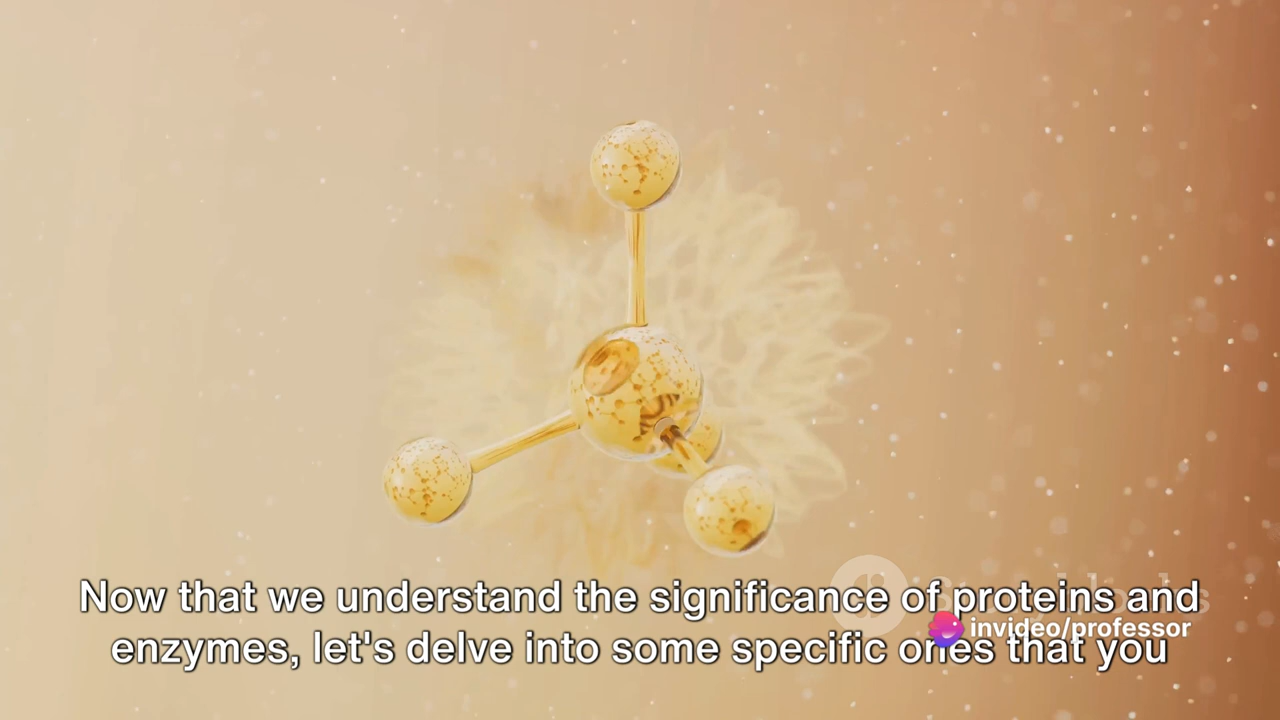 Now that we understand the significance of proteins and
invideo/professor
enzymes, let's delve into some specific ones that you